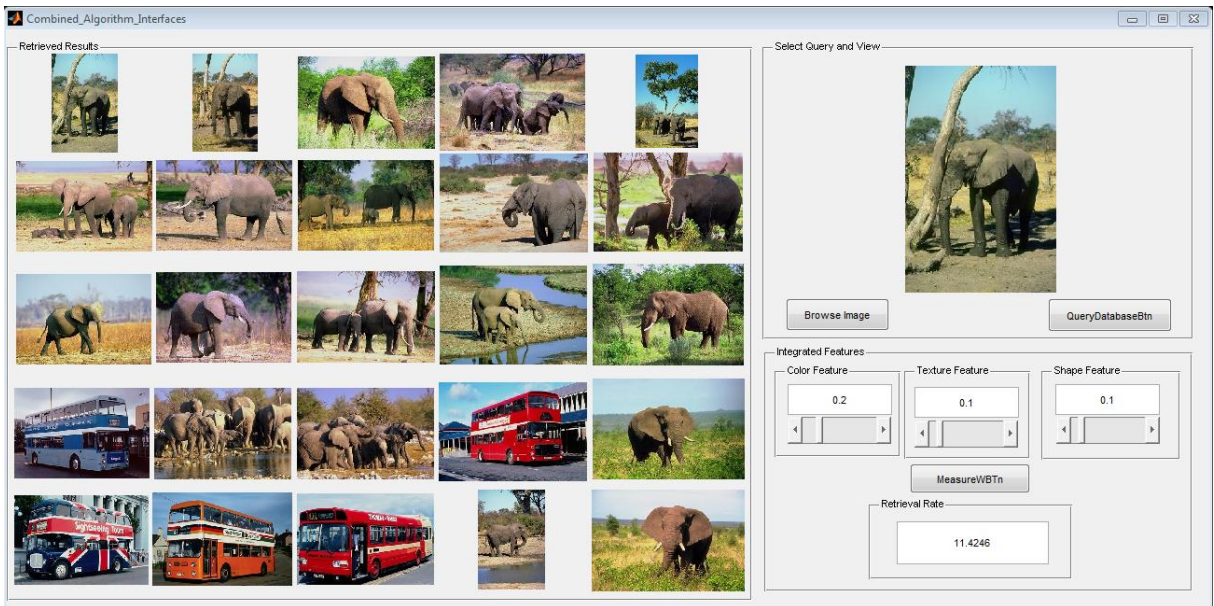 Combined_Algorithm_Interfaces
Retrieved Results
Sightseeing Tours
Select Query and View
Browse Image
QueryDatabaseBtn
Integrated Features
Color Feature
Texture Feature
Shape Feature
0.2
0.1
0.1
MeasureWBTn
Retrieval Rate
11.4246